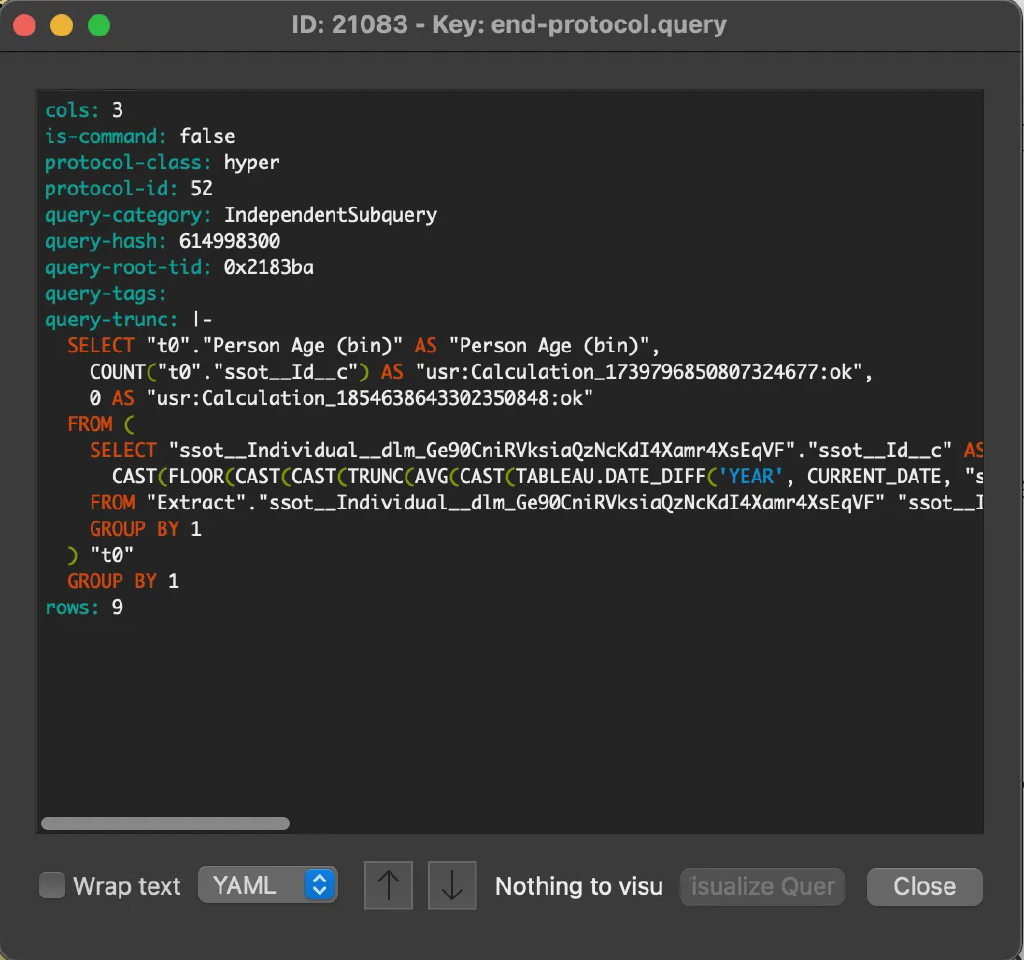 ID: 21083 - Key: end-protocol.query
cols: 3
is-command: false
protocol-class: hyper
protocol-id: 52
query-category: IndependentSubquery
query-hash: 614998300
query-root-tid: 0x2183ba
query-tags:
query-trunc: |-
SELECT "t0"."Person Age (bin)" AS "Person Age (bin)",
COUNT("t0"."ssot__Id__c") AS "usr:Calculation_1739796850807324677:ok",
0 AS "usr:Calculation_1854638643302350848:ok"
FROM (
SELECT "ssot__Individual__dlm_Ge90CniRVksiaQzNcKdI4Xamr4XsEqVF"."ssot__Id__c" AS
CAST(FLOOR(CAST(CAST(TRUNC(AVG(CAST(TABLEAU.DATE_DIFF('YEAR', CURRENT_DATE, "s
FROM "Extract"."ssot__Individual__dlm_Ge90CniRVksiaQzNcKdI4Xamr4XsEqVF" "ssot__I
GROUP BY 1
) "t0"
GROUP BY 1
rows: 9
Wrap text YAML ↑ ↓ Nothing to visu isualize Quer Close